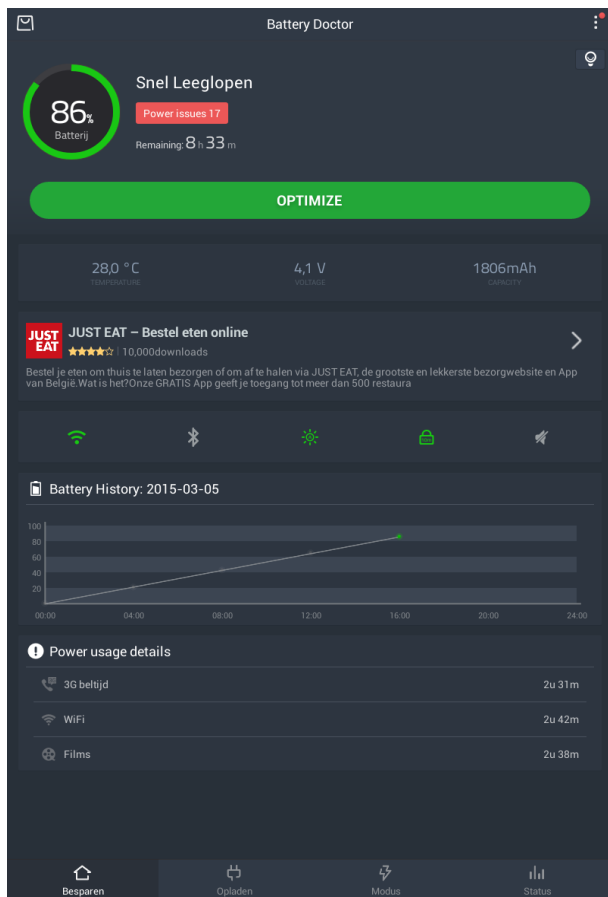 Battery Doctor
86%
Batterij
Snel Leeglopen
Power issues 17
Remaining: 8 h 33 m
OPTIMIZE
28,0 °C
TEMPERATURE
4,1 V
VOLTAGE
1806mAh
CAPACITY
JUST EAT
JUST EAT – Bestel eten online
10,000downloads
Bestel je eten om thuis te laten bezorgen of om af te halen via JUST EAT, de grootste en lekkerste bezorgwebsite en App
van België.Wat is het?Onze GRATIS App geeft je toegang tot meer dan 500 restaura
Battery History: 2015-03-05
100
80
60
40
20
00:00 04:00 08:00 12:00 16:00 20:00 24:00
Power usage details
3G beltijd 2u 31m
WiFi 2u 42m
Films 2u 38m
Besparen Opladen Modus Status